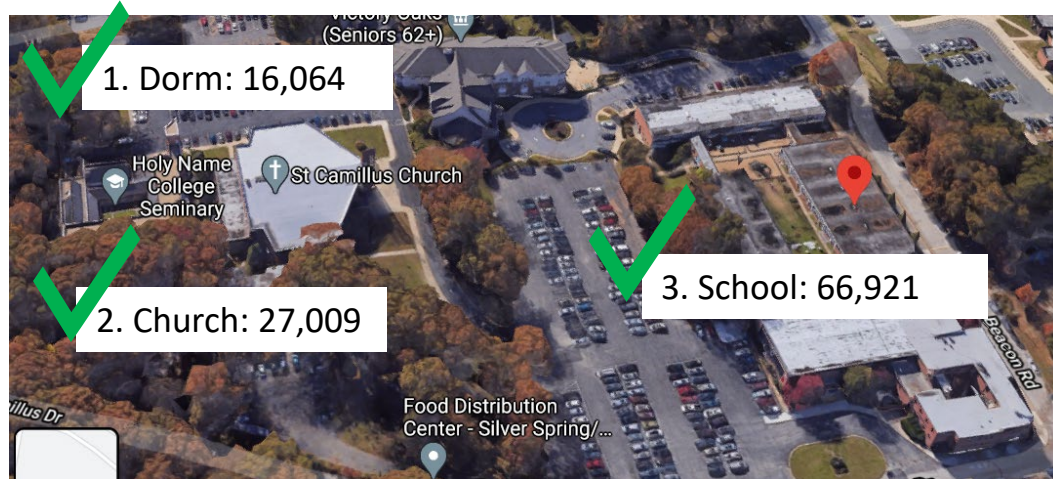 Victory Oaks
(Seniors 62+)
1. Dorm: 16,064
Holy Name
College
Seminary
St Camillus Church
2. Church: 27,009
3. School: 66,921
Beacon Rd
Food Distribution
Center - Silver Spring/...
illus Dr